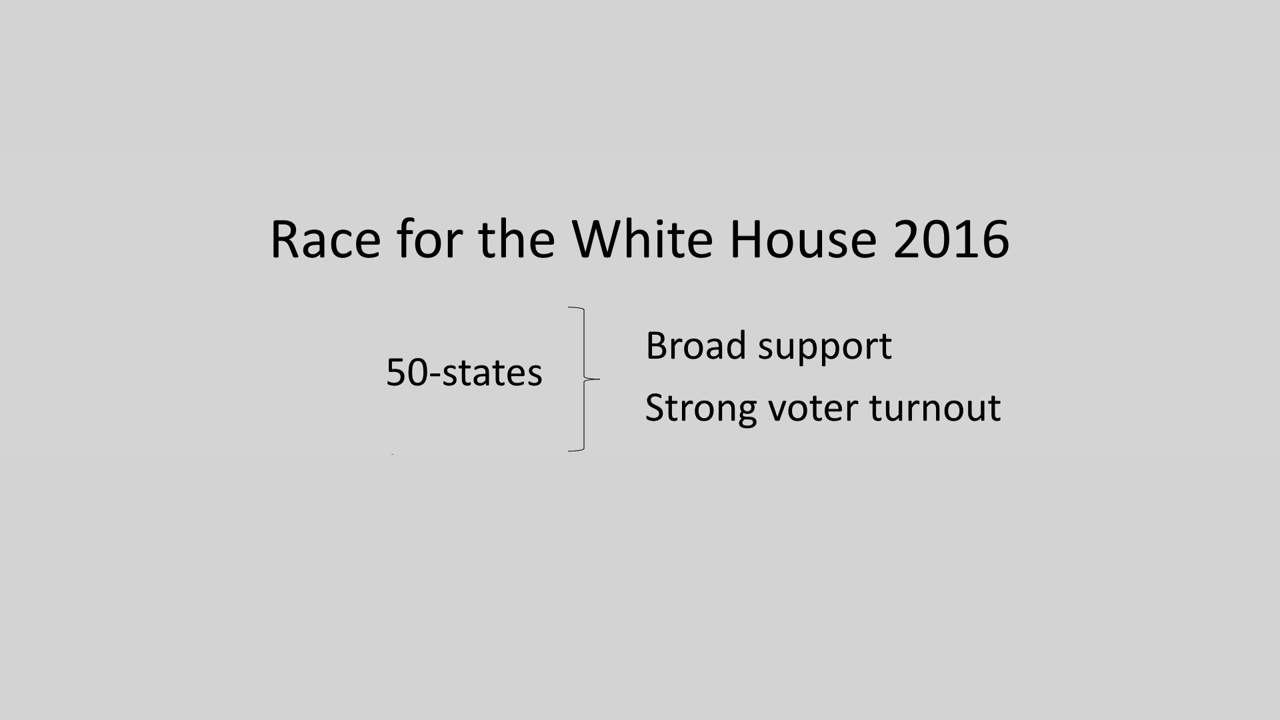 Race for the White House 2016
50-states
Broad support
Strong voter turnout